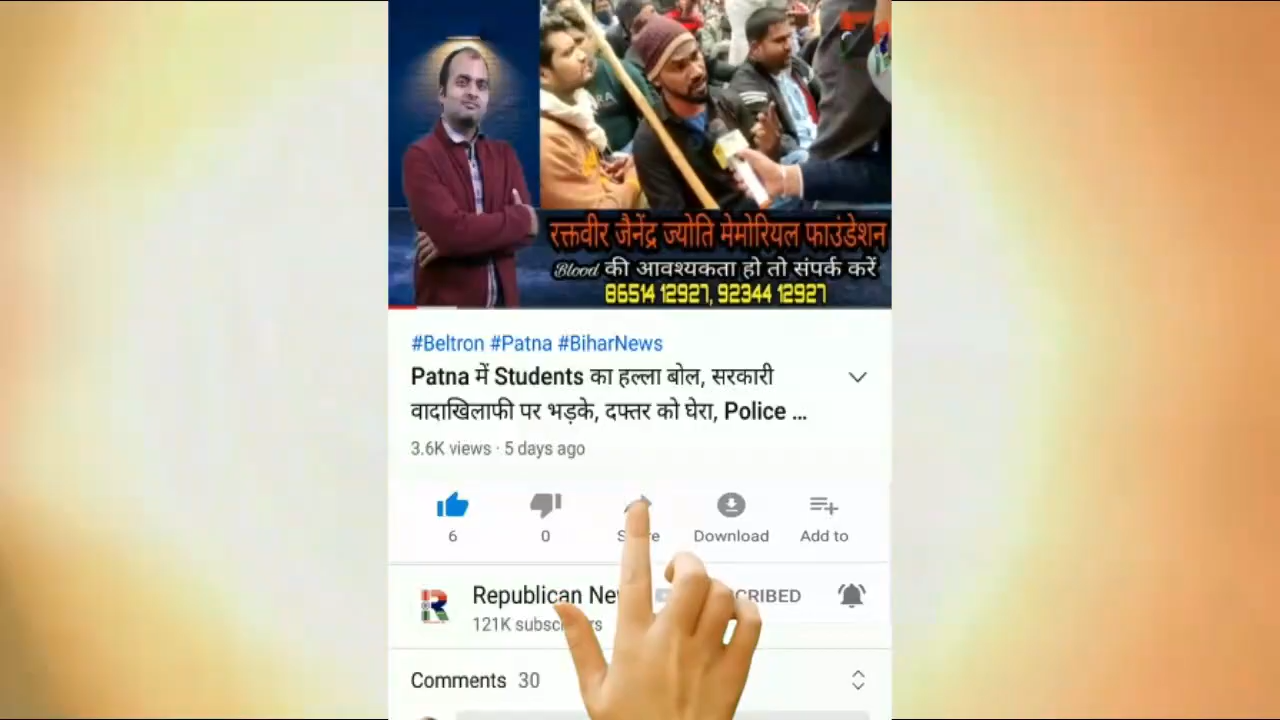 रक्तवीर जैनेंद्र ज्योति मेमोरियल फाउंडेशन
Blood की आवश्यकता हो तो संपर्क करें
86514 12927, 92344 12927
#Beltron #Patna #BiharNews
Patna में Students का हल्ला बोल, सरकारी
वादाखिलाफी पर भड़के, दफ्तर को घेरा, Police ...
3.6K views · 5 days ago
6 0 Download Add to
Republican
121K
Comments 30